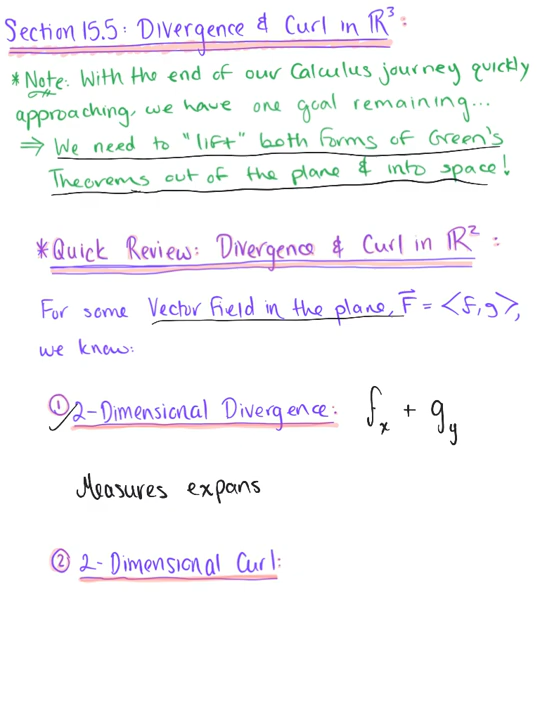 Section 15.5: Divergence & Curl in ℝ³:
*Note: With the end of our Calculus journey quickly
approaching, we have one goal remaining...
⇒ We need to "lift" both forms of Green's
Theorems out of the plane & into space!
*Quick Review: Divergence & Curl in ℝ²:
For some Vector Field in the plane, F⃗ = <f,g>,
we know:
① 2-Dimensional Divergence: fₓ + g_y
Measures expans
② 2-Dimensional Curl: